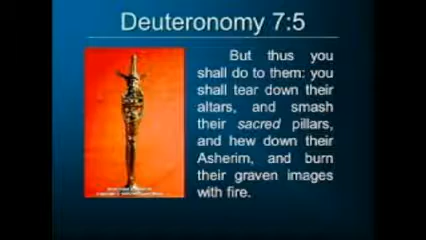 Deuteronomy 7:5
But thus you
shall do to them: you
shall tear down their
altars, and smash
their sacred pillars,
and hew down their
Asherim, and burn
their graven images
with fire.